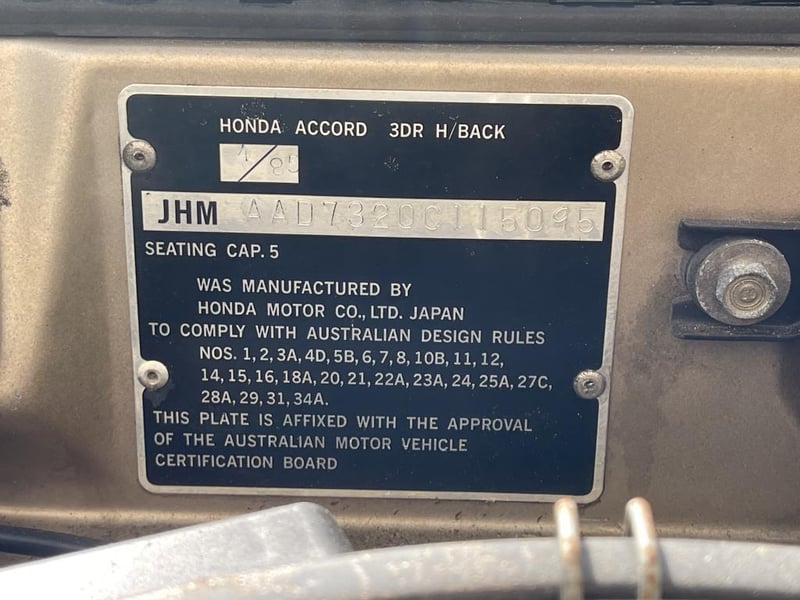 HONDA ACCORD 3DR H/BACK
1/85
JHM AAD7320C115095
SEATING CAP. 5
WAS MANUFACTURED BY
HONDA MOTOR CO., LTD. JAPAN
TO COMPLY WITH AUSTRALIAN DESIGN RULES
NOS. 1, 2, 3A, 4D, 5B, 6, 7, 8, 10B, 11, 12,
14, 15, 16, 18A, 20, 21, 22A, 23A, 24, 25A, 27C,
28A, 29, 31, 34A.
THIS PLATE IS AFFIXED WITH THE APPROVAL
OF THE AUSTRALIAN MOTOR VEHICLE
CERTIFICATION BOARD